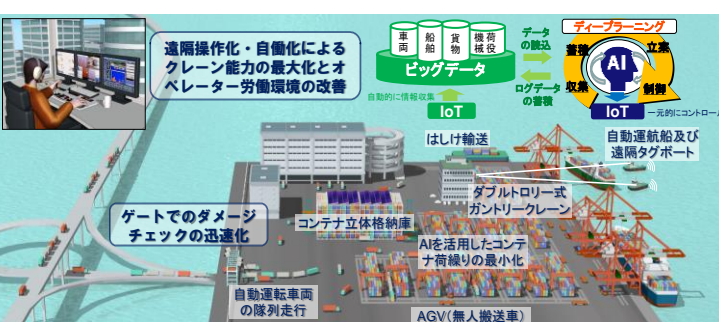 遠隔操作化・自働化による
クレーン能力の最大化とオ
ペレーター労働環境の改善
車両
船舶
貨物
機械
荷役
ビッグデータ
自動的に情報収集
IoT
データ
の読込
ログデータ
の蓄積
ディープラーニング
蓄積
立案
AI
収集
制御
IoT
一元的にコントロール
はしけ輸送
自動運航船及び
遠隔タグボート
ダブルトロリー式
ガントリークレーン
ゲートでのダメージ
チェックの迅速化
コンテナ立体格納庫
AIを活用したコンテ
ナ荷繰りの最小化
自動運転車両
の隊列走行
AGV(無人搬送車)